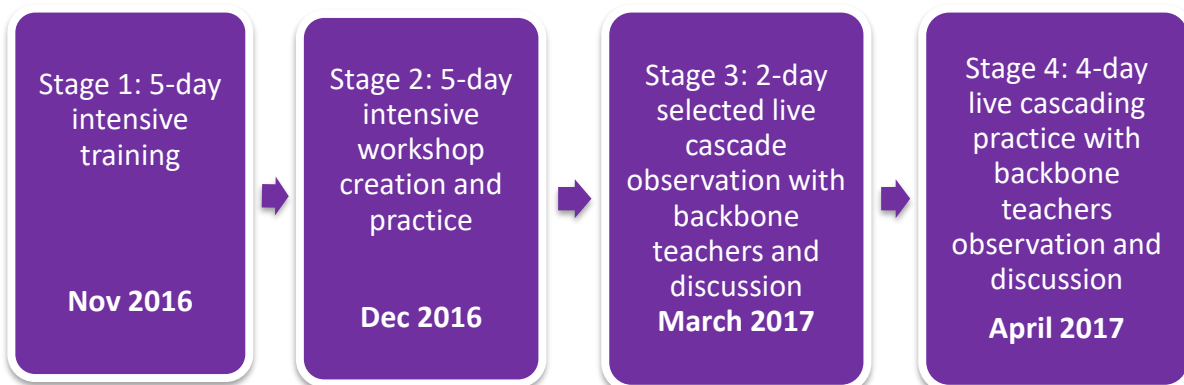 Stage 1: 5-day
intensive
training
Nov 2016
Stage 2: 5-day
intensive
workshop
creation and
practice
Dec 2016
Stage 3: 2-day
selected live
cascade
observation with
backbone
teachers and
discussion
March 2017
Stage 4: 4-day
live cascading
practice with
backbone
teachers
observation and
discussion
April 2017